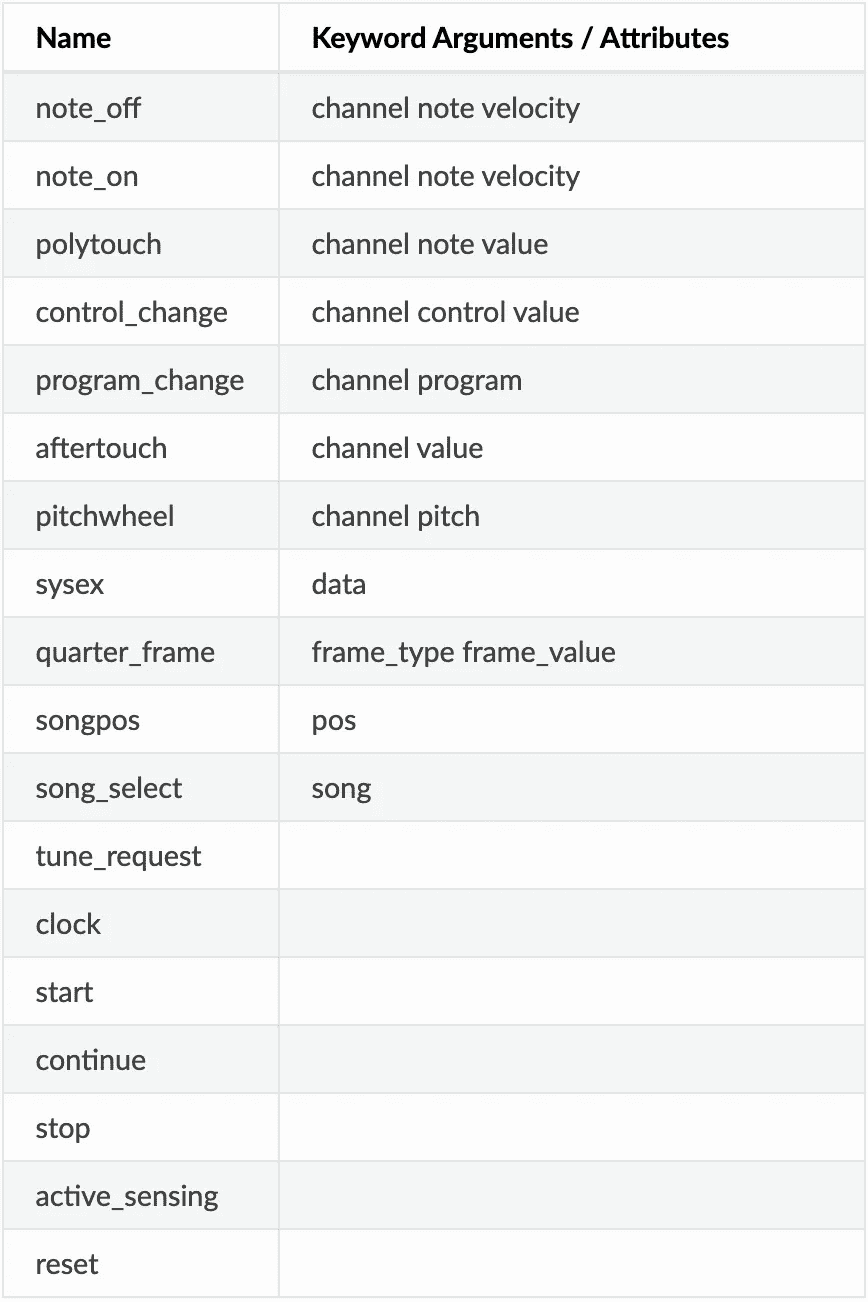 Name Keyword Arguments / Attributes
note_off channel note velocity
note_on channel note velocity
polytouch channel note value
control_change channel control value
program_change channel program
aftertouch channel value
pitchwheel channel pitch
sysex data
quarter_frame frame_type frame_value
songpos pos
song_select song
tune_request
clock
start
continue
stop
active_sensing
reset